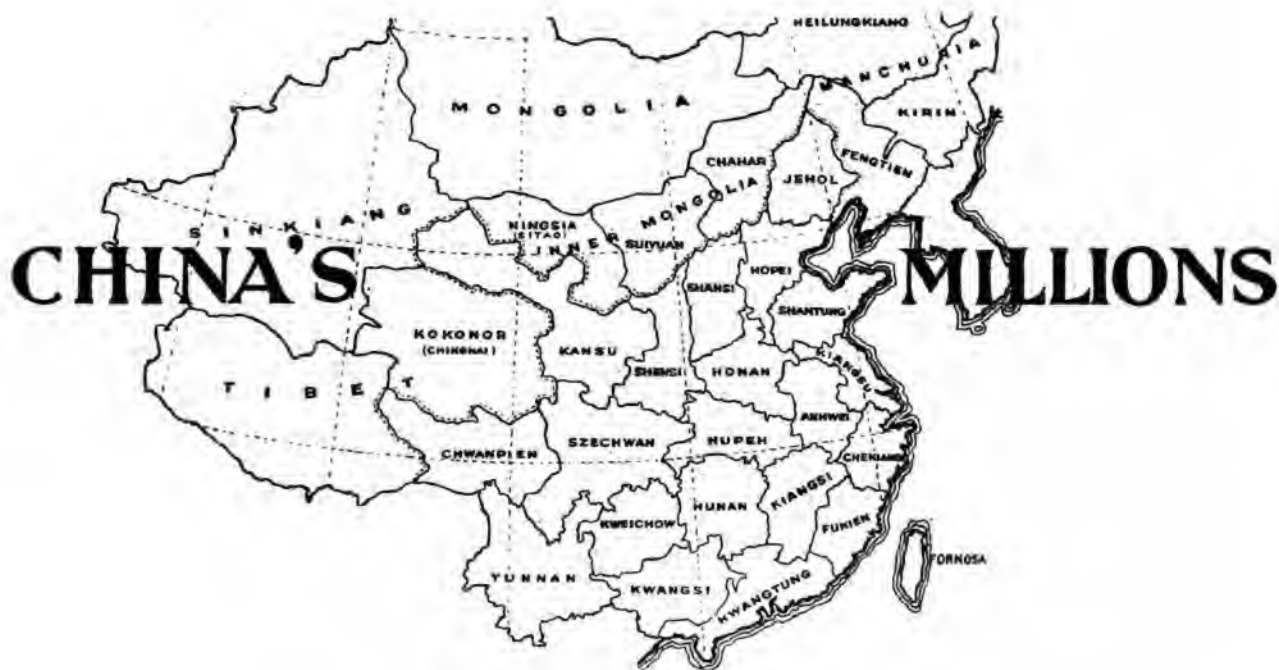 HEILUNGKIANG
MANCHURIA
MONGOLIA
KIRIN
CHAHAR
FENGTIEN
JEHOL
SINKIANG
NINGSIA
(SITAO)
INNER MONGOLIA
SUIYUAN
CHINA'S MILLIONS
HOPEI
SHANSI
SHANTUNG
KOKONOR
KANSU
SHENSI
HONAN
KIANGSU
TIBET
ANHWEI
CHWANPIEN
SZECHWAN
HUPEH
CHEKIANG
HUNAN
KIANGSI
KWEICHOW
FUKIEN
FORMOSA
YUNNAN
KWANGSI
KWANGTUNG